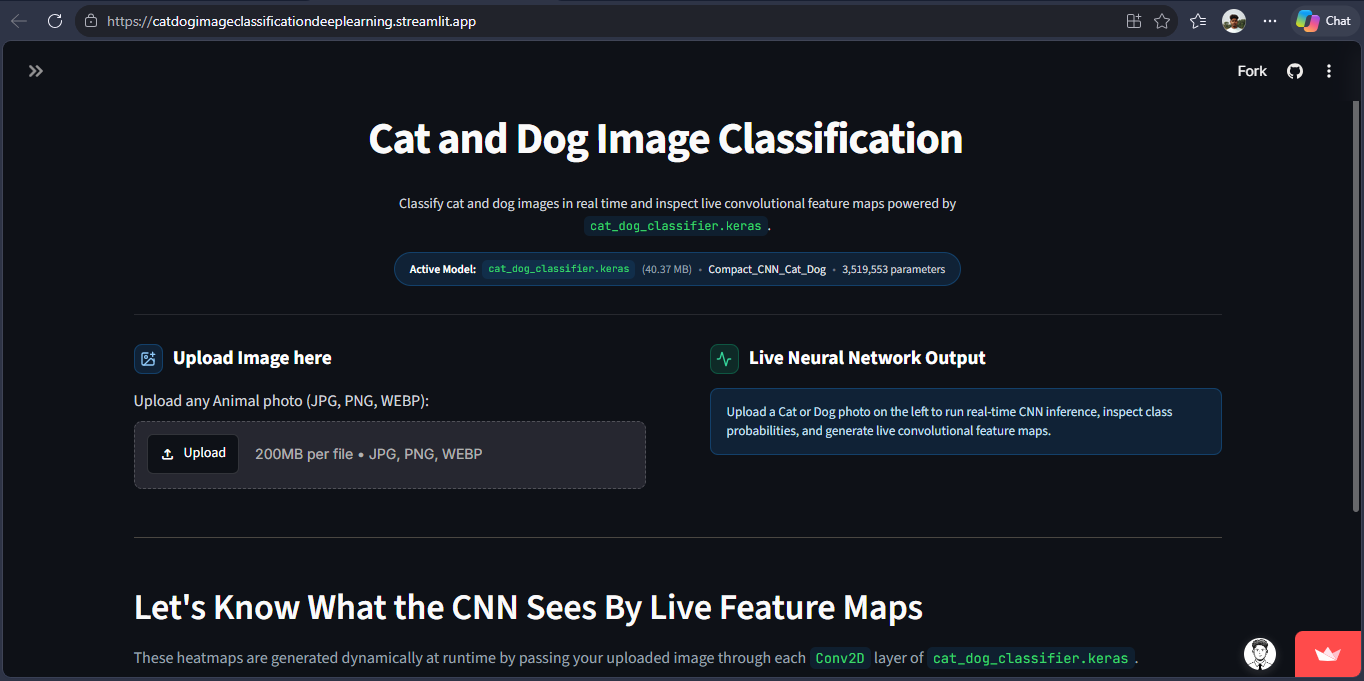 https://catdogimageclassificationdeeplearning.streamlit.app
Chat
Fork
Cat and Dog Image Classification
Classify cat and dog images in real time and inspect live convolutional feature maps powered by
cat_dog_classifier.keras .
Active Model: cat_dog_classifier.keras (40.37 MB) • Compact_CNN_Cat_Dog • 3,519,553 parameters
Upload Image here
Upload any Animal photo (JPG, PNG, WEBP):
Upload
200MB per file • JPG, PNG, WEBP
Live Neural Network Output
Upload a Cat or Dog photo on the left to run real-time CNN inference, inspect class
probabilities, and generate live convolutional feature maps.
Let's Know What the CNN Sees By Live Feature Maps
These heatmaps are generated dynamically at runtime by passing your uploaded image through each Conv2D layer of cat_dog_classifier.keras .